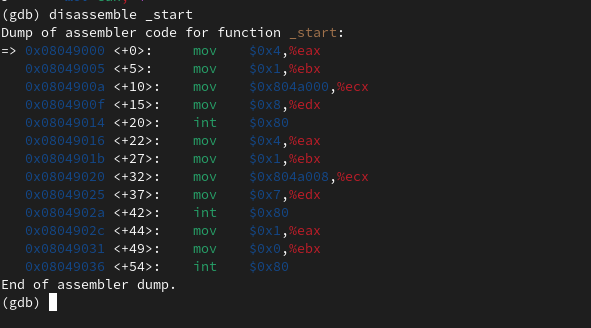 (gdb) disassemble _start
Dump of assembler code for function _start:
=> 0x08049000 <+0>:     mov    $0x4,%eax
   0x08049005 <+5>:     mov    $0x1,%ebx
   0x0804900a <+10>:    mov    $0x804a000,%ecx
   0x0804900f <+15>:    mov    $0x8,%edx
   0x08049014 <+20>:    int    $0x80
   0x08049016 <+22>:    mov    $0x4,%eax
   0x0804901b <+27>:    mov    $0x1,%ebx
   0x08049020 <+32>:    mov    $0x804a008,%ecx
   0x08049025 <+37>:    mov    $0x7,%edx
   0x0804902a <+42>:    int    $0x80
   0x0804902c <+44>:    mov    $0x1,%eax
   0x08049031 <+49>:    mov    $0x0,%ebx
   0x08049036 <+54>:    int    $0x80
End of assembler dump.
(gdb)